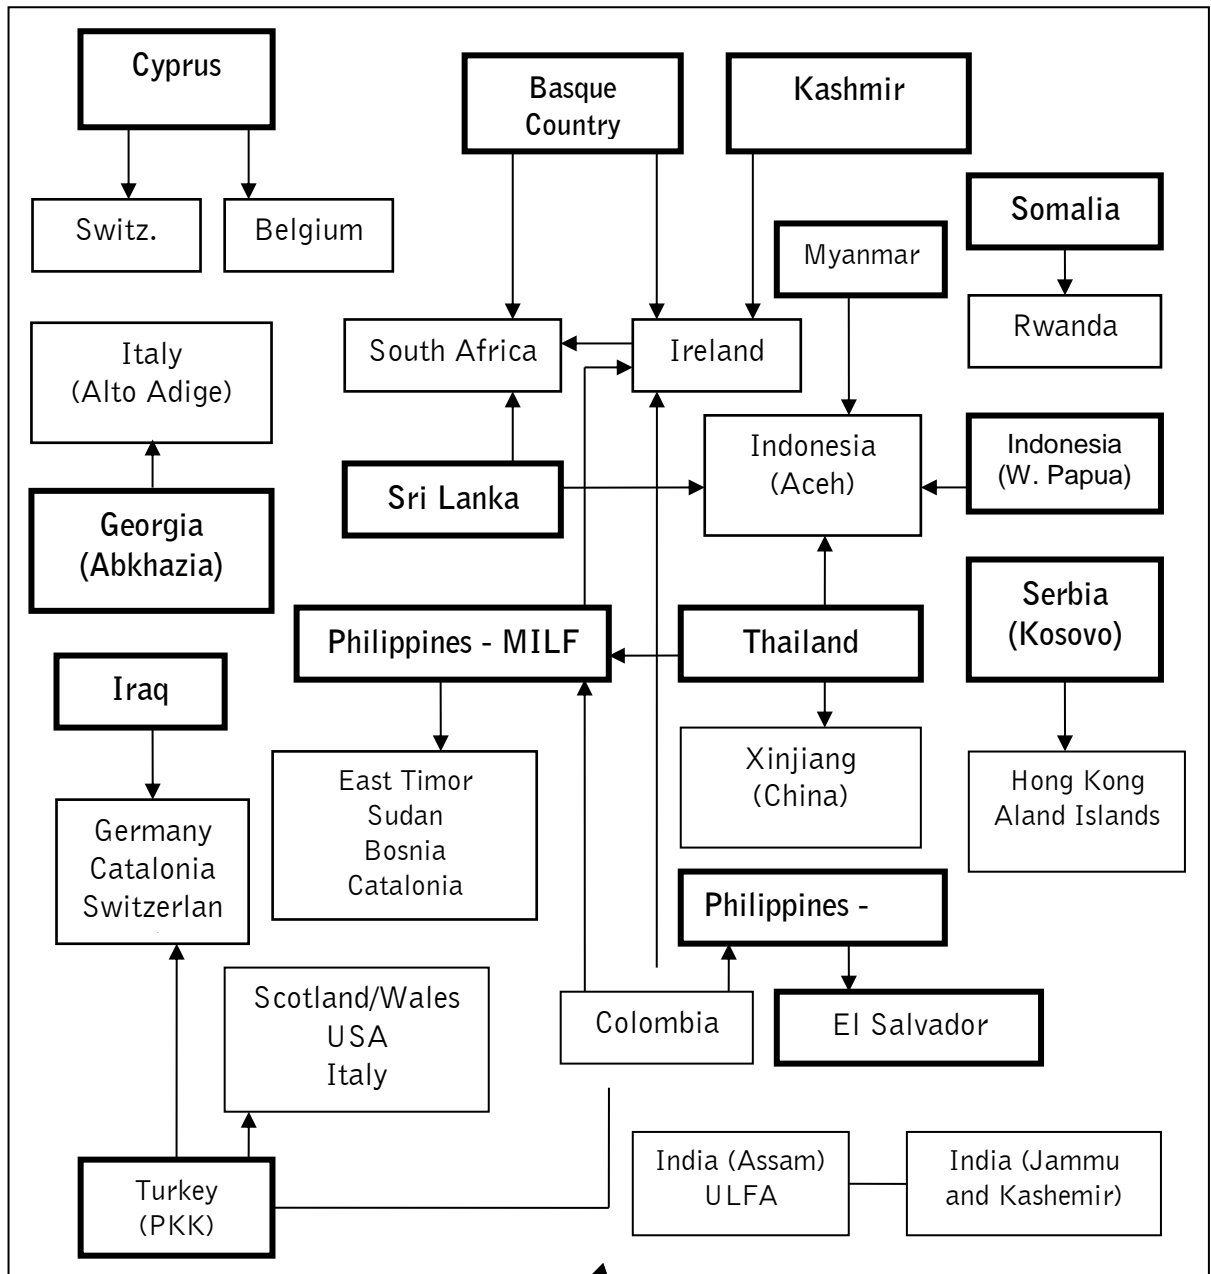 Cyprus
Basque
Country
Kashmir
Switz.
Belgium
Somalia
Myanmar
Rwanda
Italy
(Alto Adige)
South Africa
Ireland
Indonesia
(Aceh)
Indonesia
(W. Papua)
Sri Lanka
Georgia
(Abkhazia)
Serbia
(Kosovo)
Philippines - MILF
Thailand
Iraq
East Timor
Sudan
Bosnia
Catalonia
Xinjiang
(China)
Hong Kong
Aland Islands
Germany
Catalonia
Switzerlan
Philippines -
Scotland/Wales
USA
Italy
Colombia
El Salvador
Turkey
(PKK)
India (Assam)
ULFA
India (Jammu
and Kashemir)